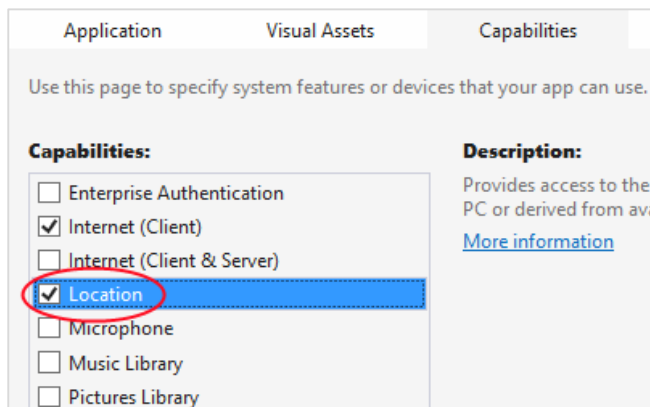 Application Visual Assets Capabilities
Use this page to specify system features or devices that your app can use.
Capabilities:
Enterprise Authentication
Internet (Client)
Internet (Client & Server)
Location
Microphone
Music Library
Pictures Library
Description:
Provides access to the
PC or derived from
More information